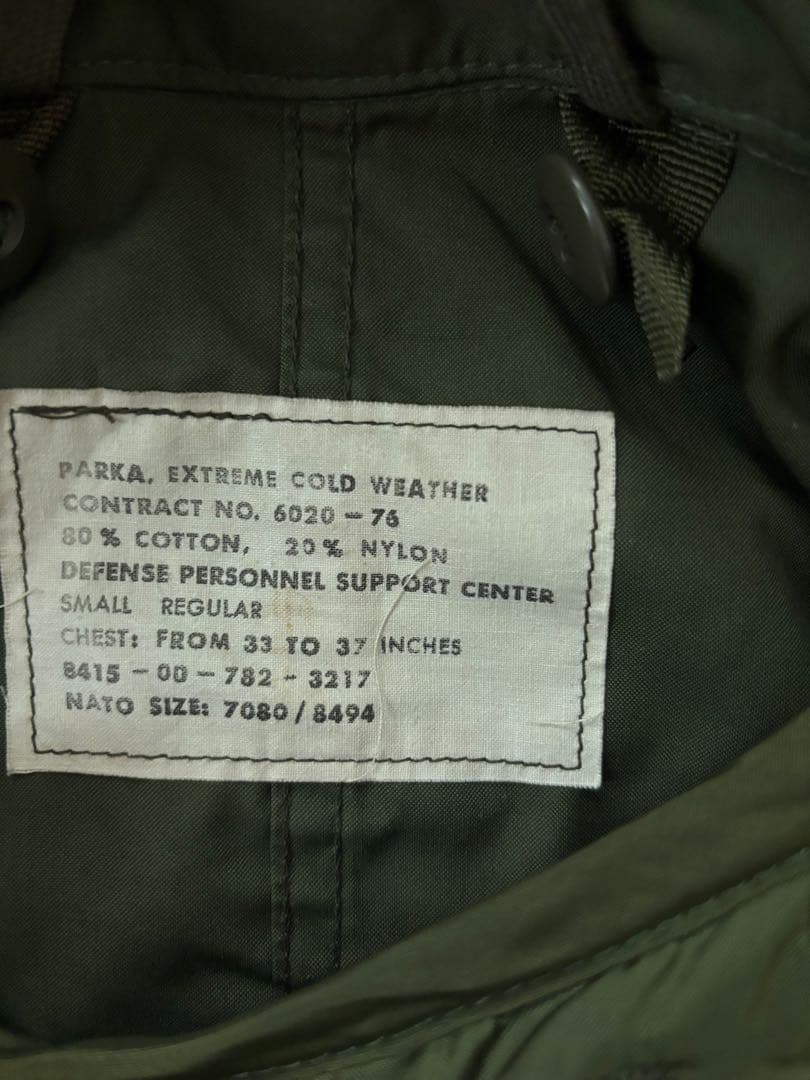 PARKA, EXTREME COLD WEATHER
CONTRACT NO. 6020 - 76
80% COTTON, 20% NYLON
DEFENSE PERSONNEL SUPPORT CENTER
SMALL REGULAR
CHEST: FROM 33 TO 37 INCHES
8415 - 00 - 782 - 3217
NATO SIZE: 7080 / 8494